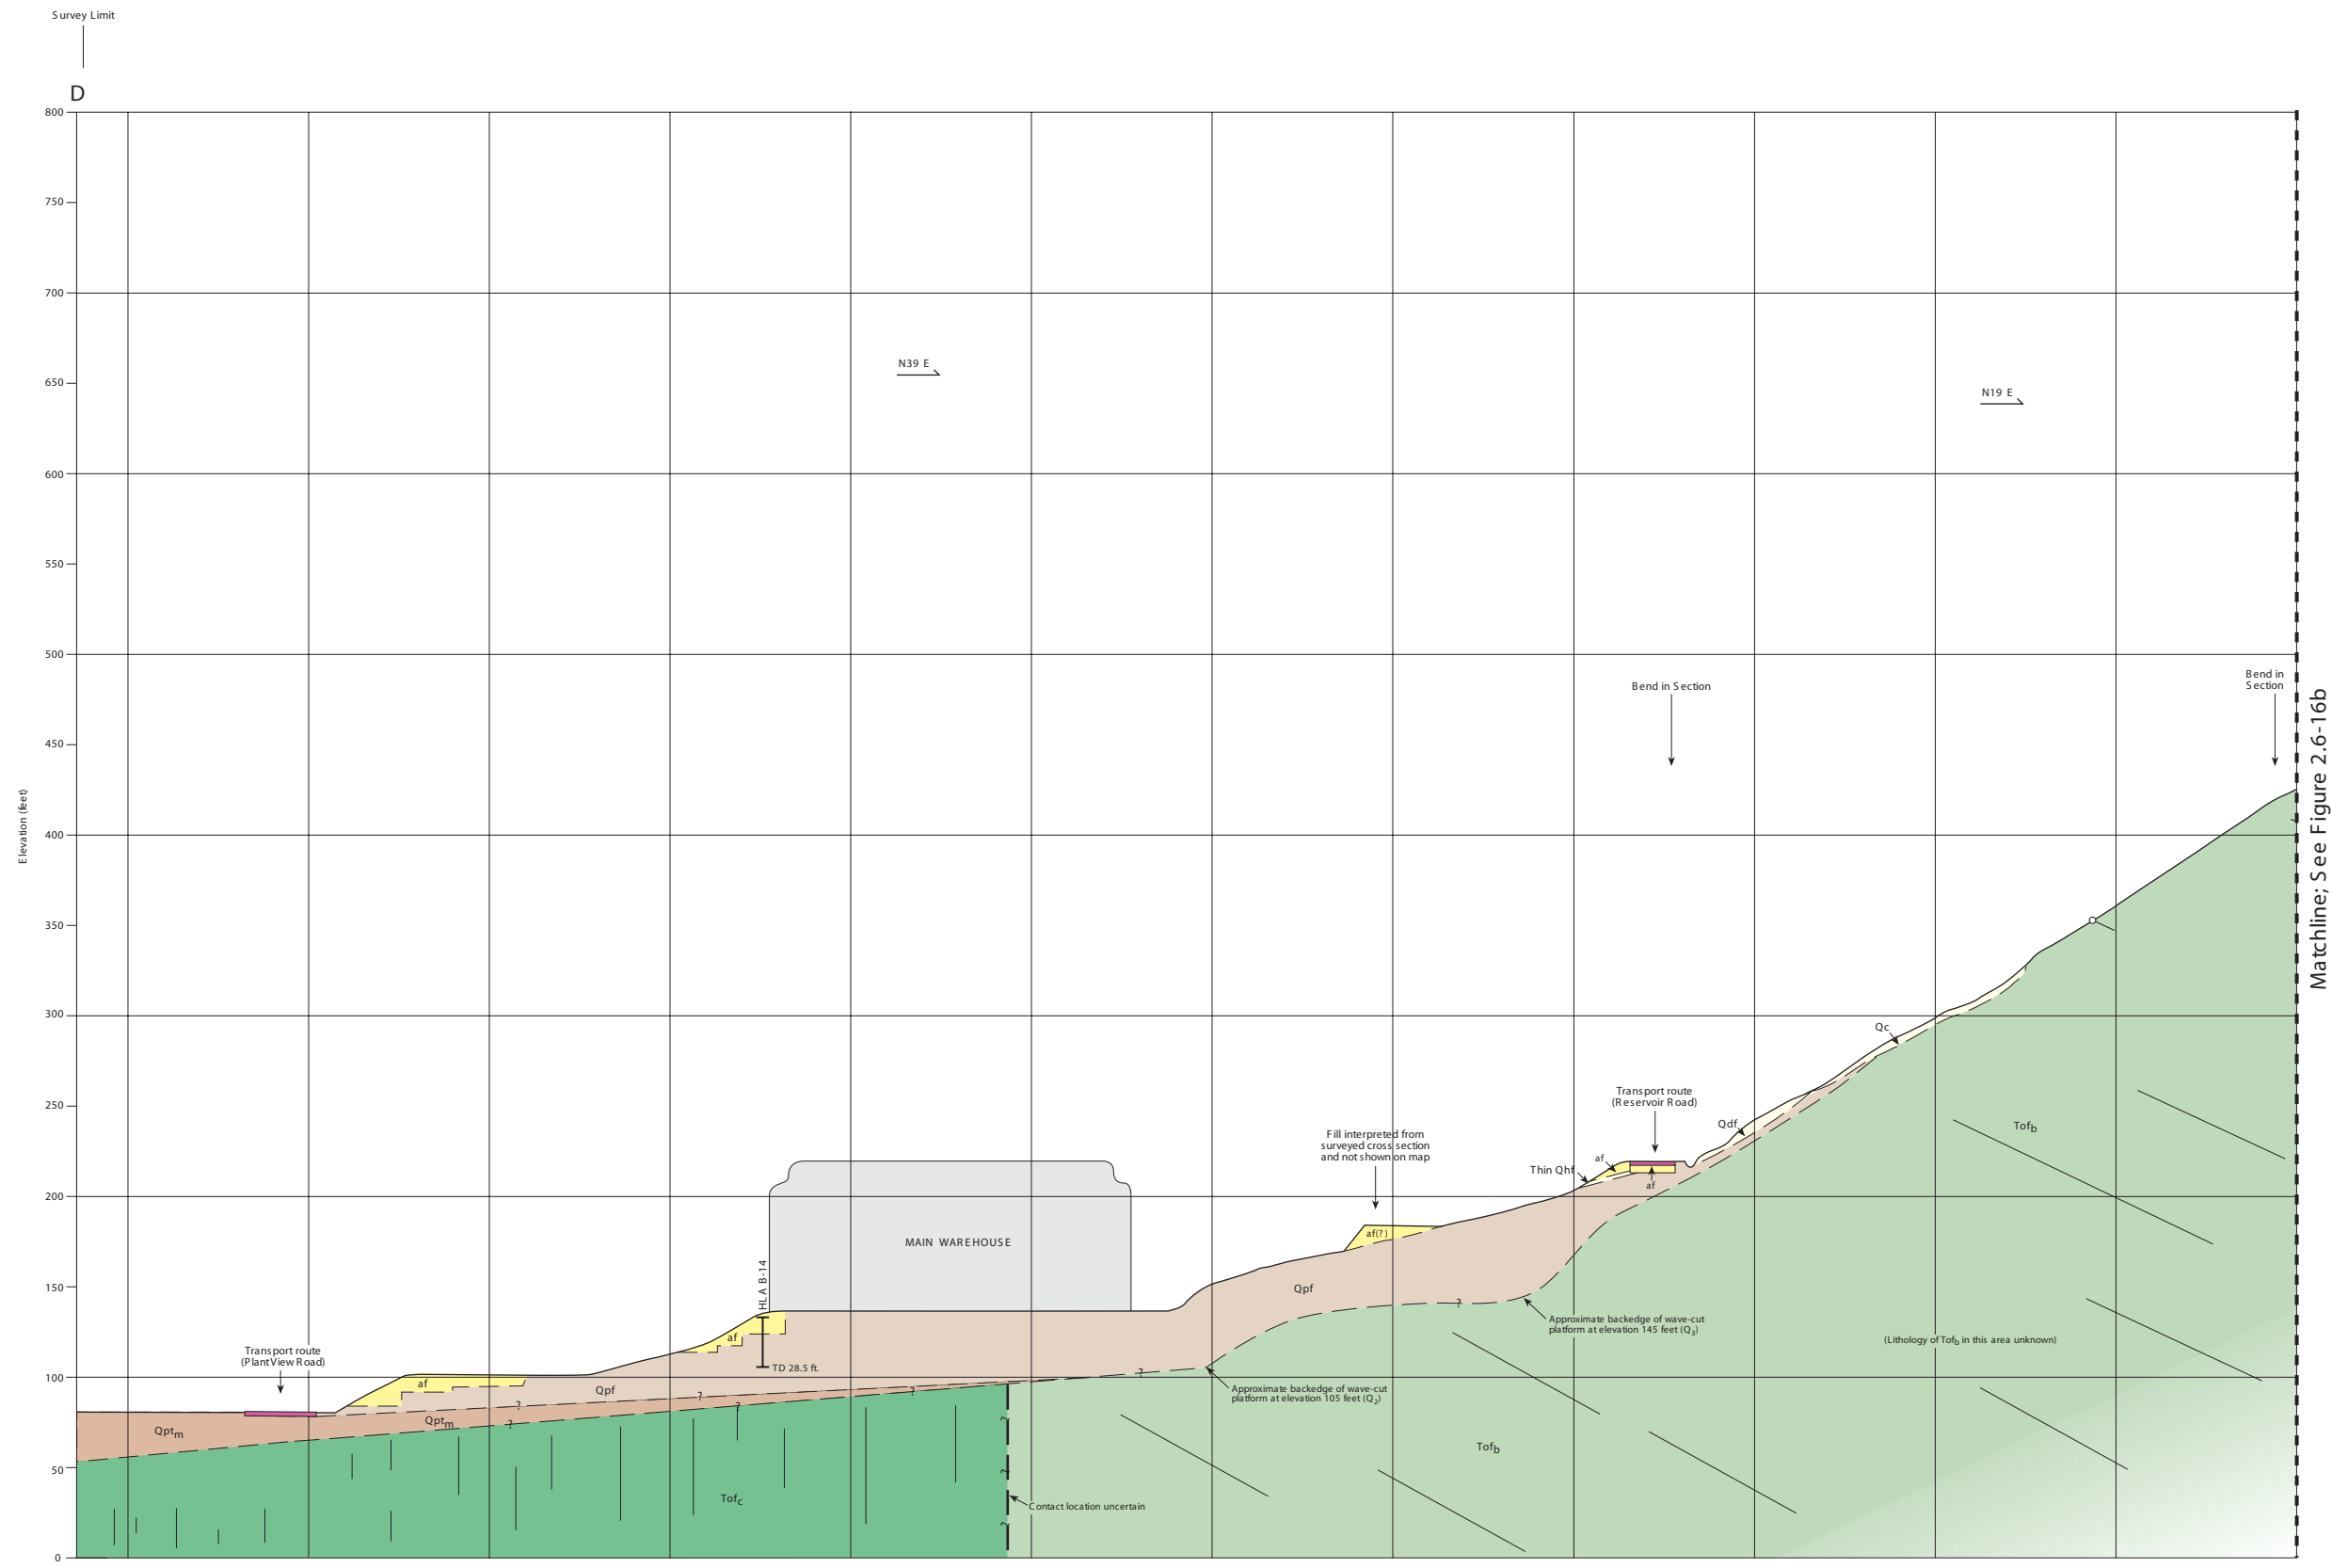 Survey Limit
D
800
750
700
650
600
550
500
450
400
350
300
250
200
150
100
50
0
Elevation (feet)
N39 E
N19 E
Bend in Section
Bend in
Section
Matchline; See Figure 2.6-16b
Qc
Transport route
(Reservoir Road)
Qdf
Fill interpreted from
surveyed cross section
and not shown on map
af
Thin Qhf
af
Tofb
af(?)
MAIN WAREHOUSE
HLA B-14
Qpf
?
Approximate backedge of wave-cut
platform at elevation 145 feet (Q3)
(Lithology of Tofb in this area unknown)
af
TD 28.5 ft.
Transport route
(PlantView Road)
af
Qpf
?
?
?
?
?
?
Approximate backedge of wave-cut
platform at elevation 105 feet (Q2)
Qptm
Qptm
?
Tofb
?
Tofc
Contact location uncertain
?